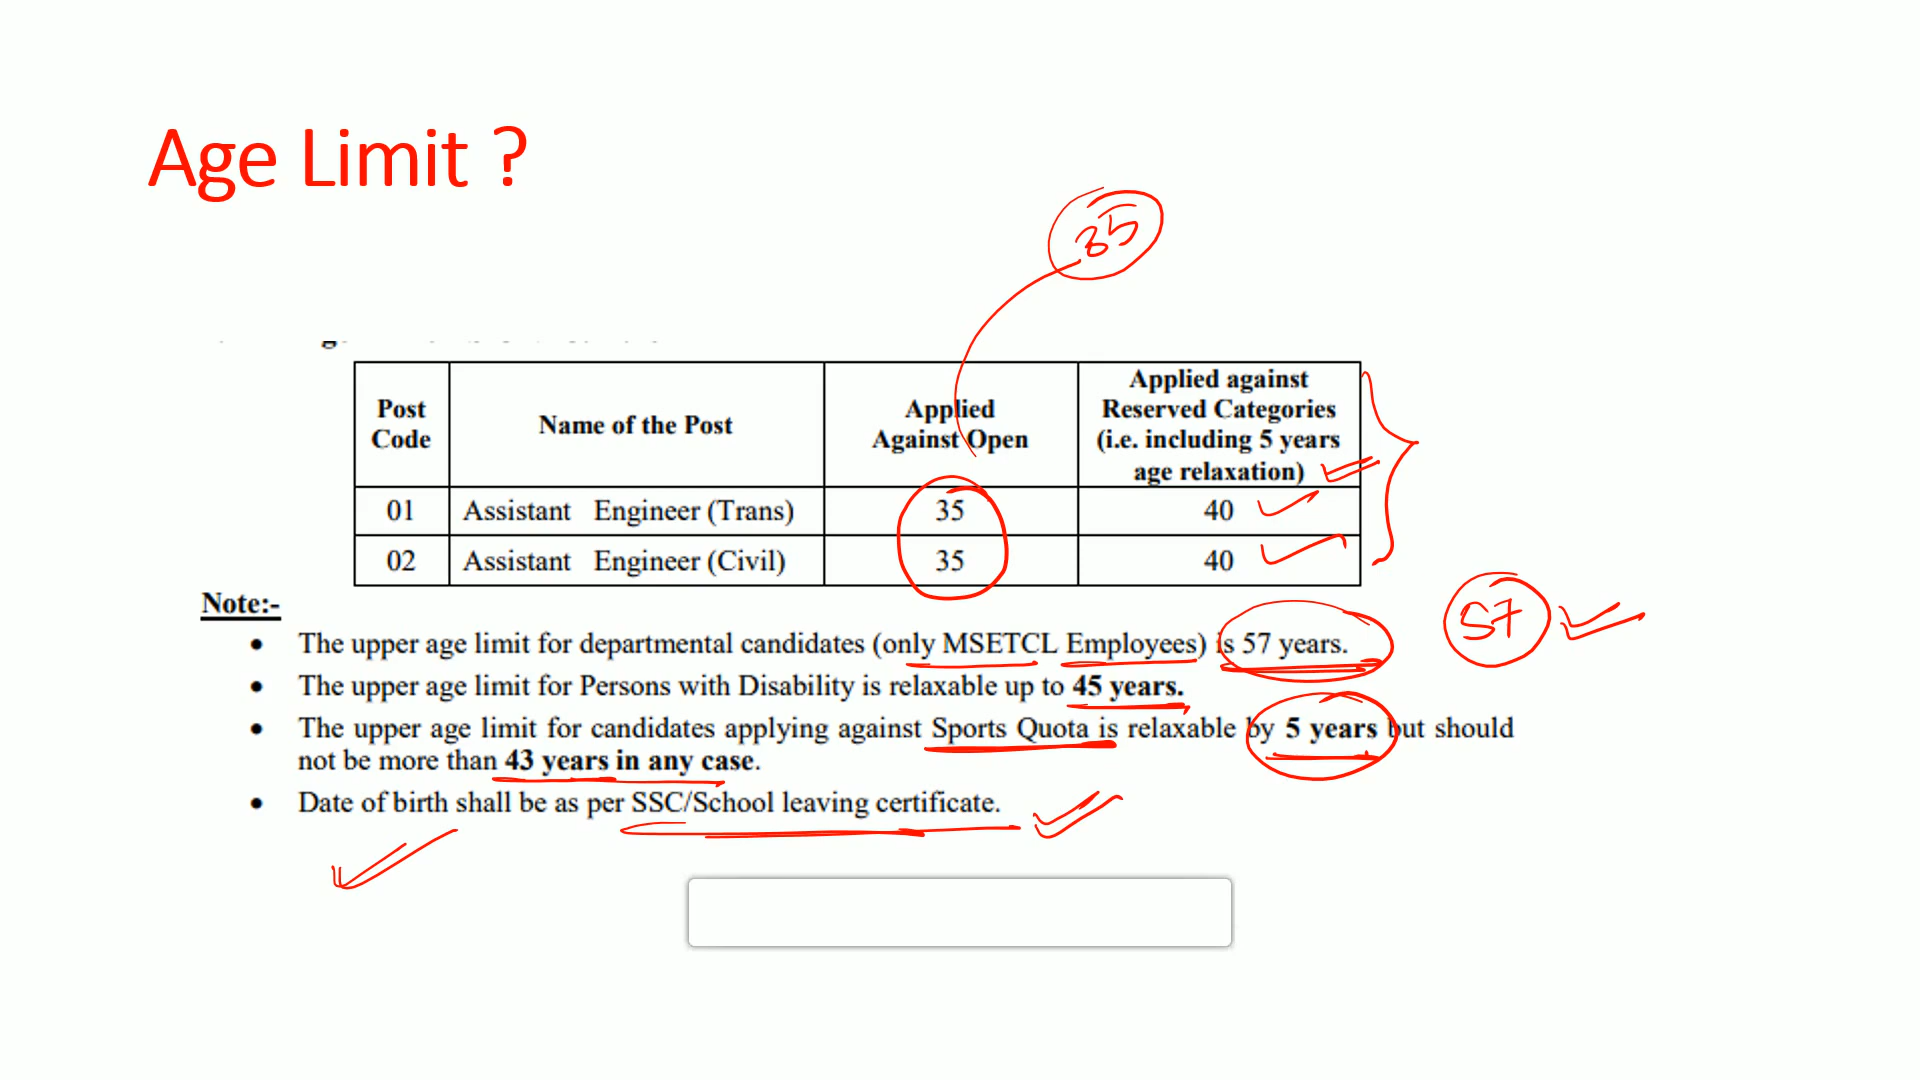 Age Limit ?
35
Post Code
Name of the Post
Applied Against Open
Applied against Reserved Categories (i.e. including 5 years age relaxation)
01 Assistant Engineer (Trans) 35 40
02 Assistant Engineer (Civil) 35 40
Note:-
57
• The upper age limit for departmental candidates (only MSETCL Employees) is 57 years.
• The upper age limit for Persons with Disability is relaxable up to 45 years.
• The upper age limit for candidates applying against Sports Quota is relaxable by 5 years but should
not be more than 43 years in any case.
• Date of birth shall be as per SSC/School leaving certificate.